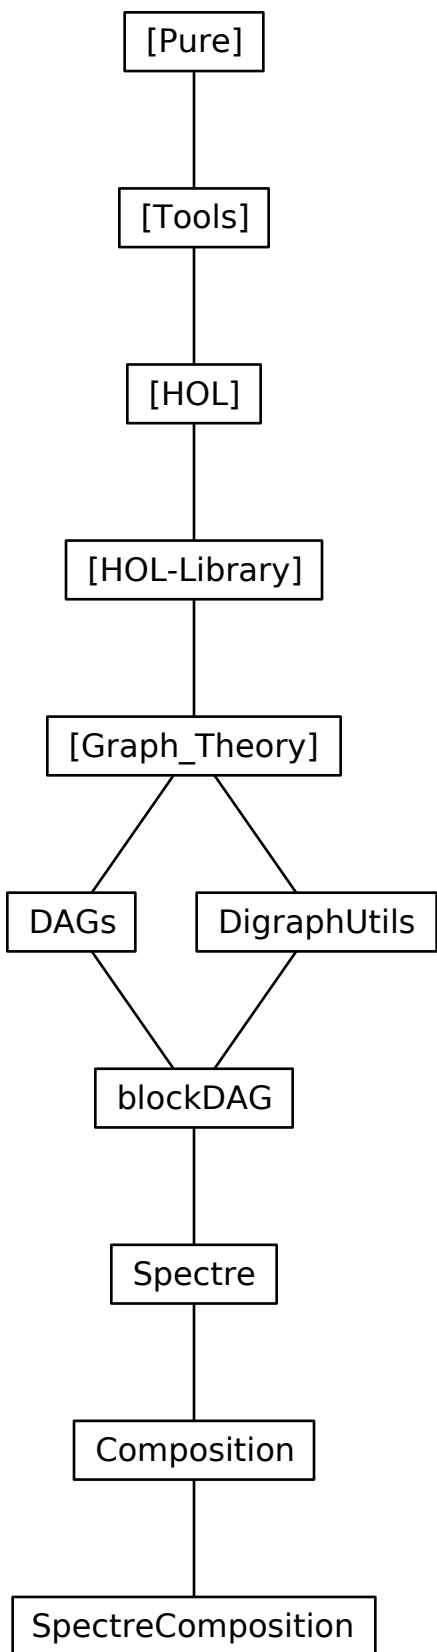 [Pure]
[Tools]
[HOL]
[HOL-Library]
[Graph_Theory]
DAGs
DigraphUtils
blockDAG
Spectre
Composition
SpectreComposition